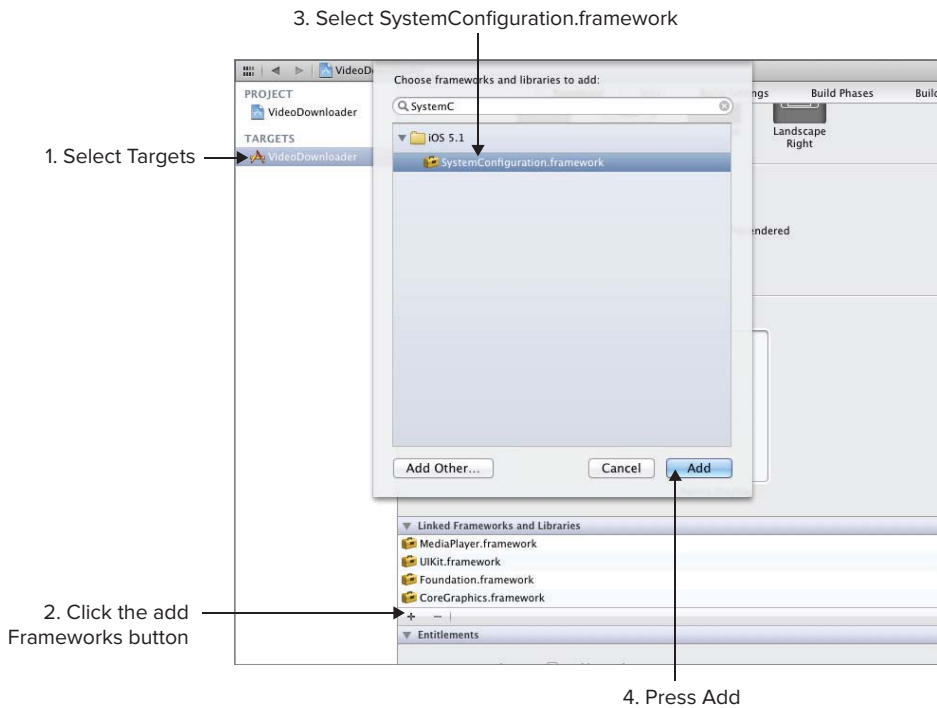 3. Select SystemConfiguration.framework
VideoD
Choose frameworks and libraries to add:
PROJECT
VideoDownloader
SystemC
ngs
Build Phases
Build
TARGETS
VideoDownloader
iOS 5.1
SystemConfiguration.framework
Landscape
Right
1. Select Targets
endered
Add Other...
Cancel
Add
Linked Frameworks and Libraries
MediaPlayer.framework
UIKit.framework
Foundation.framework
CoreGraphics.framework
2. Click the add
Frameworks button
Entitlements
4. Press Add